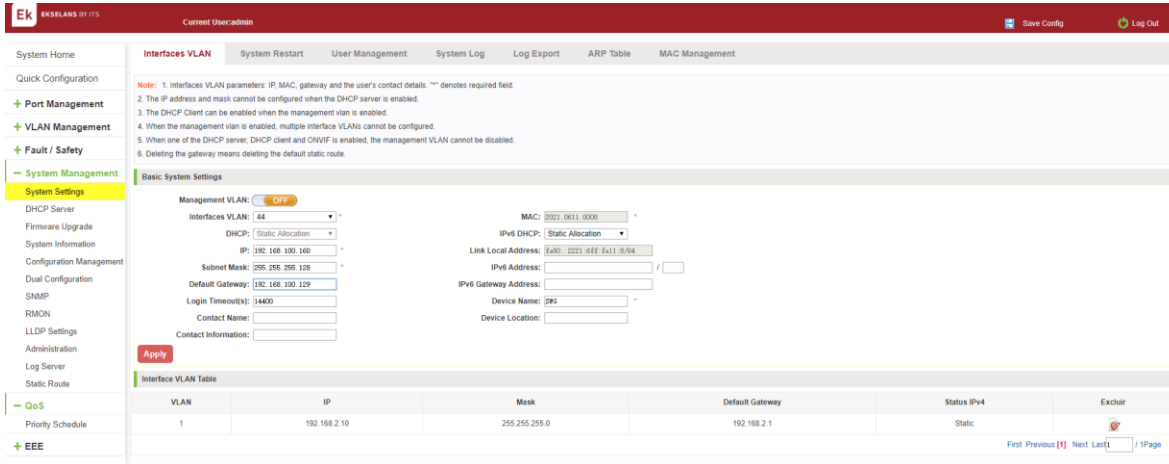 Ek EKSELANS BY ITS
Current User:admin
Save Config
Log Out
System Home
Quick Configuration
Port Management
VLAN Management
Fault / Safety
System Management
System Settings
DHCP Server
Firmware Upgrade
System Information
Configuration Management
Dual Configuration
SNMP
RMON
LLDP Settings
Administration
Log Server
Static Route
QoS
Priority Schedule
EEE
Interfaces VLAN System Restart User Management System Log Log Export ARP Table MAC Management
Note: 1. Interfaces VLAN parameters: IP, MAC, gateway and the user's contact details. "*" denotes required field.
2. The IP address and mask cannot be configured when the DHCP server is enabled.
3. The DHCP Client can be enabled when the management vlan is enabled.
4. When the management vlan is enabled, multiple interface VLANs cannot be configured.
5. When one of the DHCP server, DHCP client and ONVIF is enabled, the management VLAN cannot be disabled.
6. Deleting the gateway means deleting the default static route.
Basic System Settings
Management VLAN: OFF
Interfaces VLAN: 44 * MAC: 2021.0611.0008 *
DHCP: Static Allocation IPv6 DHCP: Static Allocation
IP: 192.168.100.160 * Link Local Address: fe80::2221:6ff:fe11:8/64
Subnet Mask: 255.255.255.128 * IPv6 Address: /
Default Gateway: 192.168.100.129 IPv6 Gateway Address:
Login Timeout(s): 14400 Device Name: SWG *
Contact Name: Device Location:
Contact Information:
Apply
Interface VLAN Table
VLAN IP Mask Default Gateway Status IPv4 Excluir
1 192.168.2.10 255.255.255.0 192.168.2.1 Static
First Previous [1] Next Last 1 / 1Page